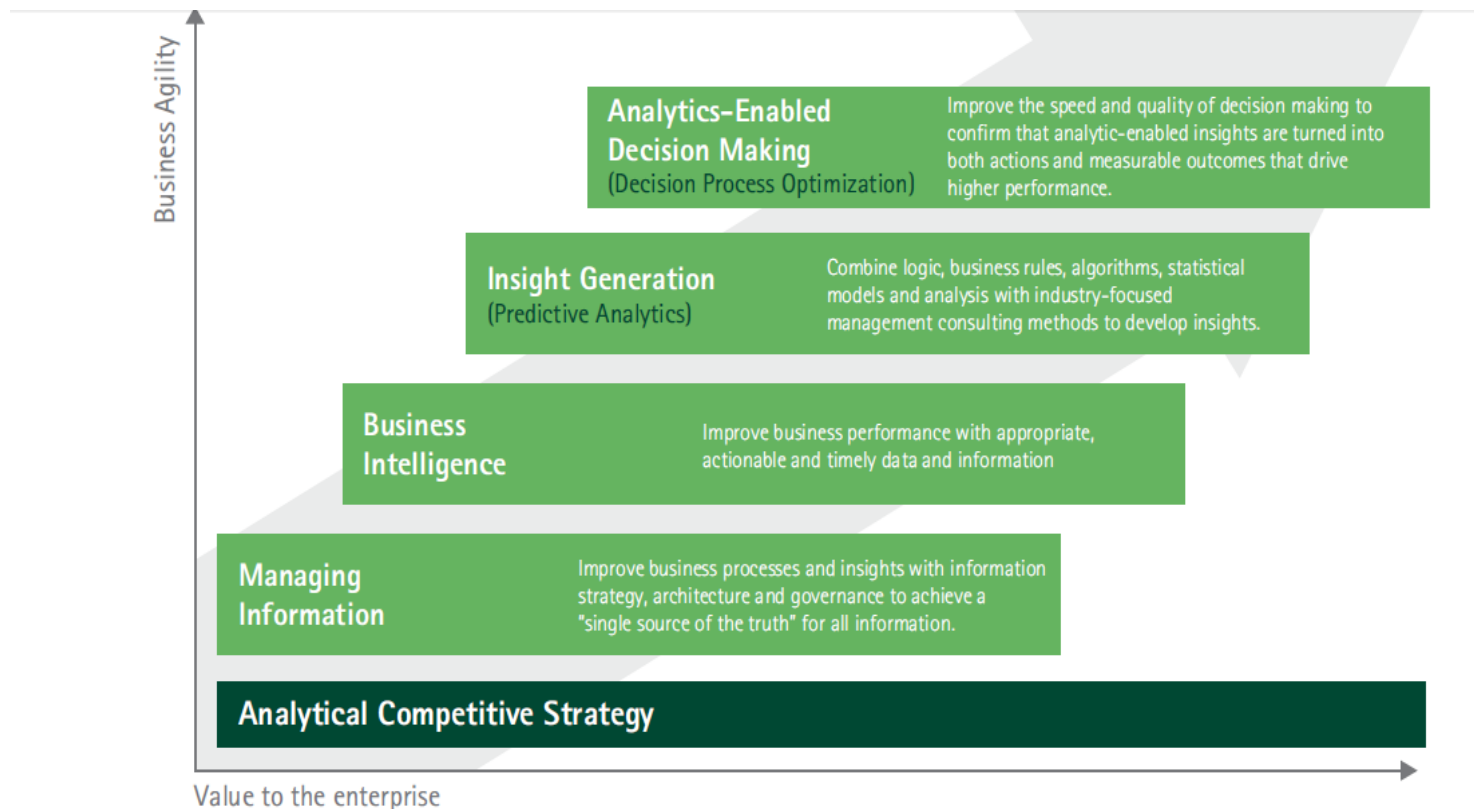 Business Agility
Analytics-Enabled
Decision Making
(Decision Process Optimization)
Improve the speed and quality of decision making to
confirm that analytic-enabled insights are turned into
both actions and measurable outcomes that drive
higher performance.
Insight Generation
(Predictive Analytics)
Combine logic, business rules, algorithms, statistical
models and analysis with industry-focused
management consulting methods to develop insights.
Business
Intelligence
Improve business performance with appropriate,
actionable and timely data and information
Managing
Information
Improve business processes and insights with information
strategy, architecture and governance to achieve a
"single source of the truth" for all information.
Analytical Competitive Strategy
Value to the enterprise